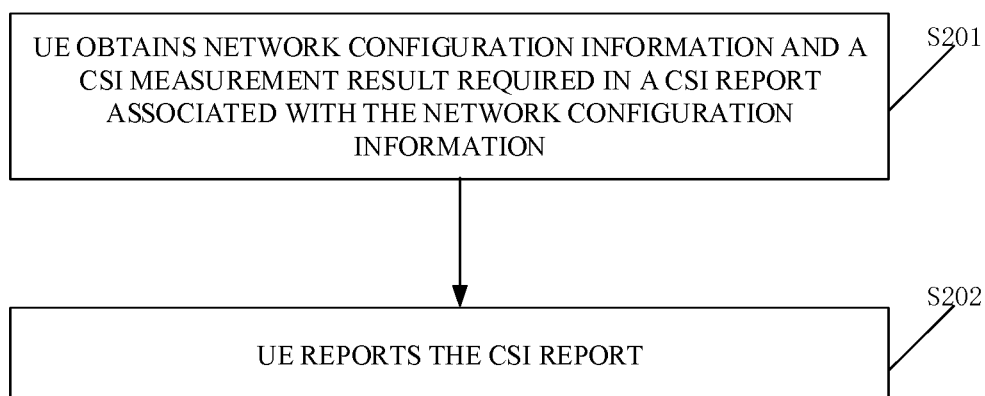 UE OBTAINS NETWORK CONFIGURATION INFORMATION AND A
CSI MEASUREMENT RESULT REQUIRED IN A CSI REPORT
ASSOCIATED WITH THE NETWORK CONFIGURATION
INFORMATION
S201
UE REPORTS THE CSI REPORT
S202